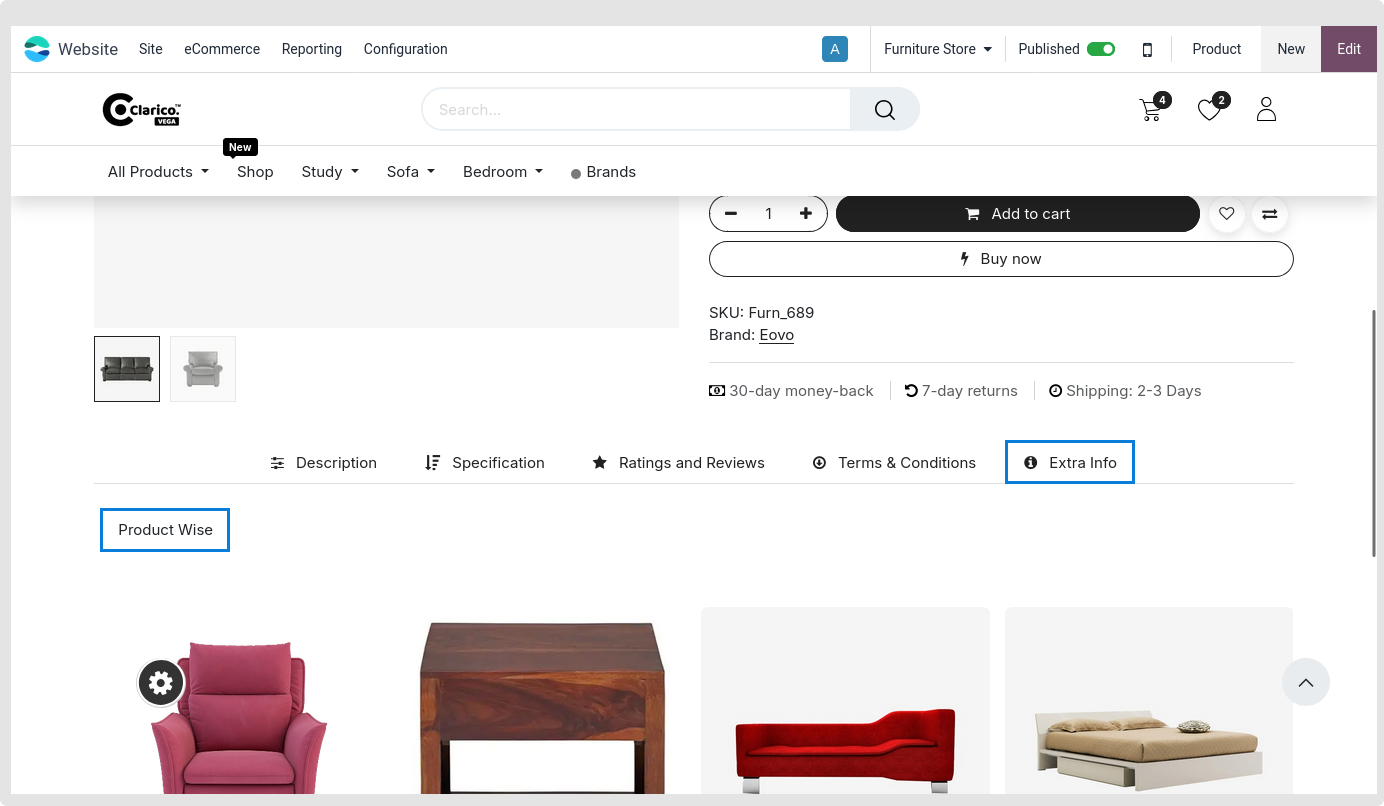 Website Site eCommerce Reporting Configuration A Furniture Store Published Product New Edit
Clarico.™ VEGA Search... 4 2
New
All Products Shop Study Sofa Bedroom Brands
1 Add to cart
Buy now
SKU: Furn_689
Brand: Eovo
30-day money-back 7-day returns Shipping: 2-3 Days
Description Specification Ratings and Reviews Terms & Conditions Extra Info
Product Wise